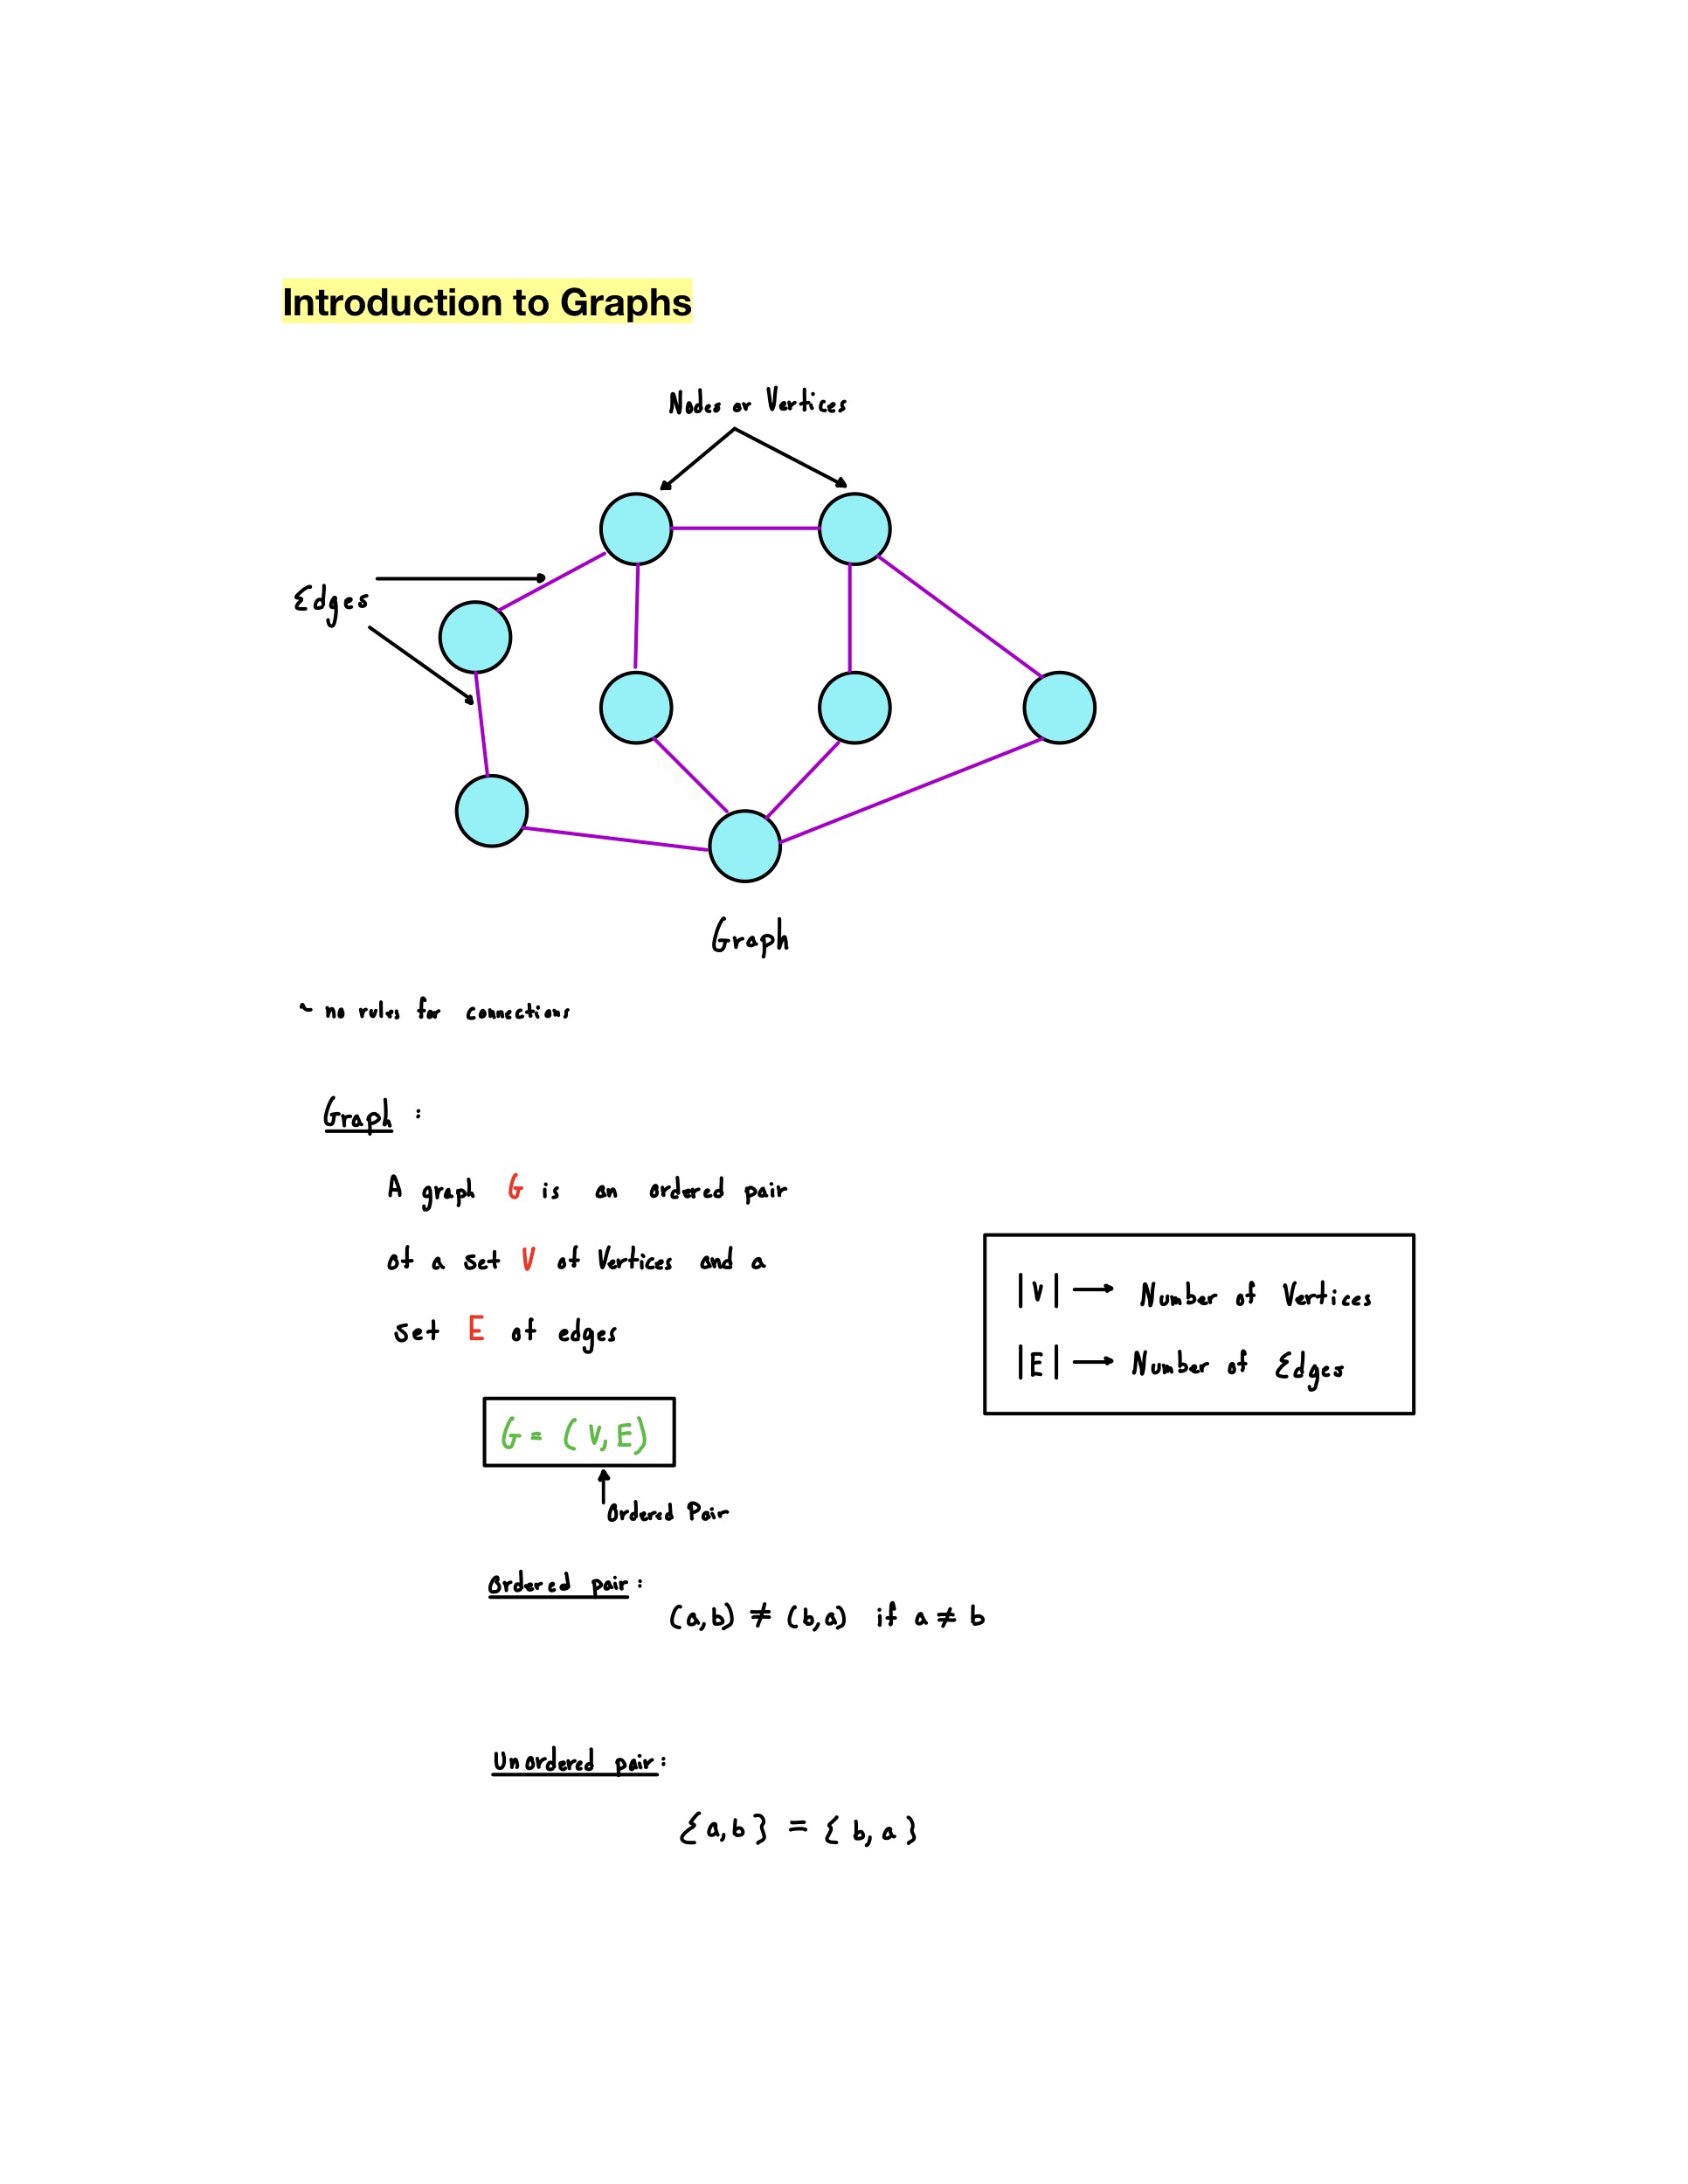 Introduction to Graphs
Nodes or Vertices
Edges
Graph
~ no rules for connections
Graph :
A graph G is an ordered pair
of a set V of Vertices and a
set E of edges
|V| → Number of Vertices
|E| → Number of Edges
G = (V, E)
Ordered Pair
Ordered pair :
(a,b) ≠ (b,a) if a ≠ b
Unordered pair :
{a,b} = {b,a}